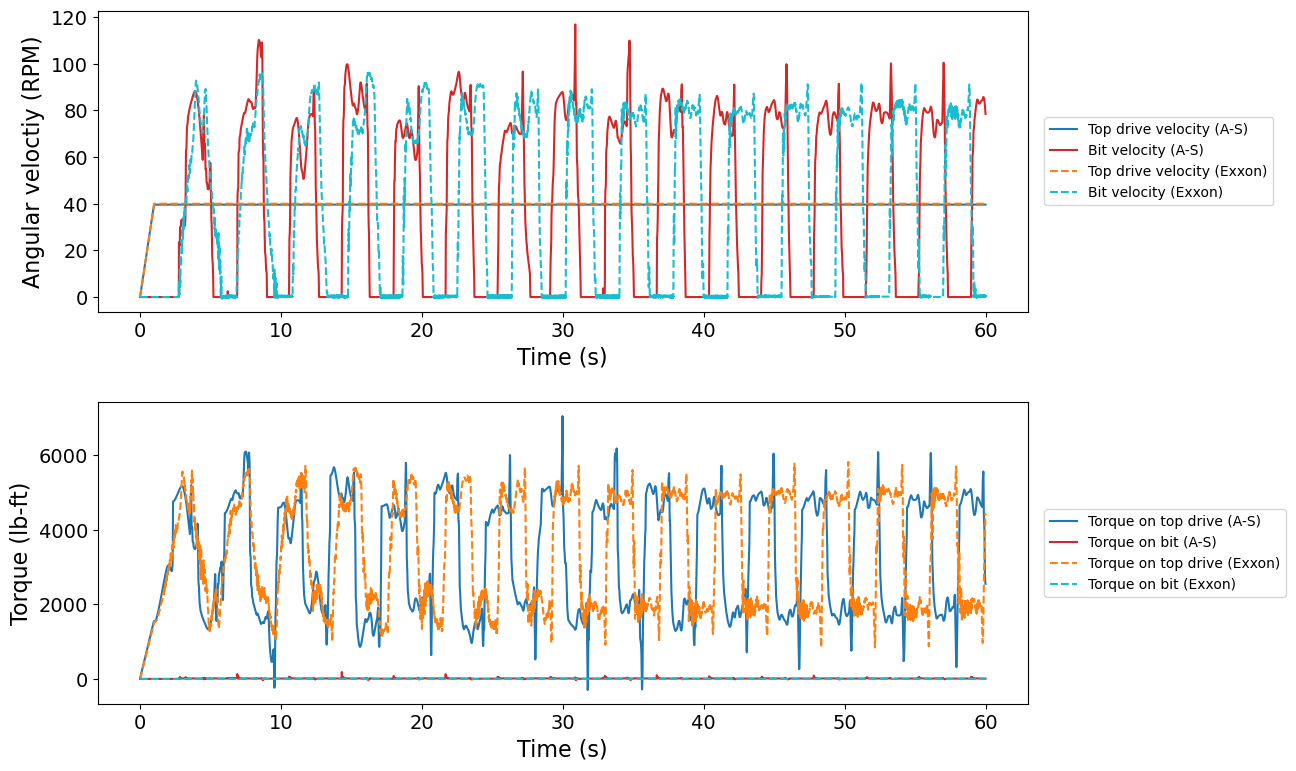 120
100
80
60
40
20
0
Angular veloctiy (RPM)
0 10 20 30 40 50 60
Time (s)
Top drive velocity (A-S)
Bit velocity (A-S)
Top drive velocity (Exxon)
Bit velocity (Exxon)
6000
4000
2000
0
Torque (lb-ft)
0 10 20 30 40 50 60
Time (s)
Torque on top drive (A-S)
Torque on bit (A-S)
Torque on top drive (Exxon)
Torque on bit (Exxon)